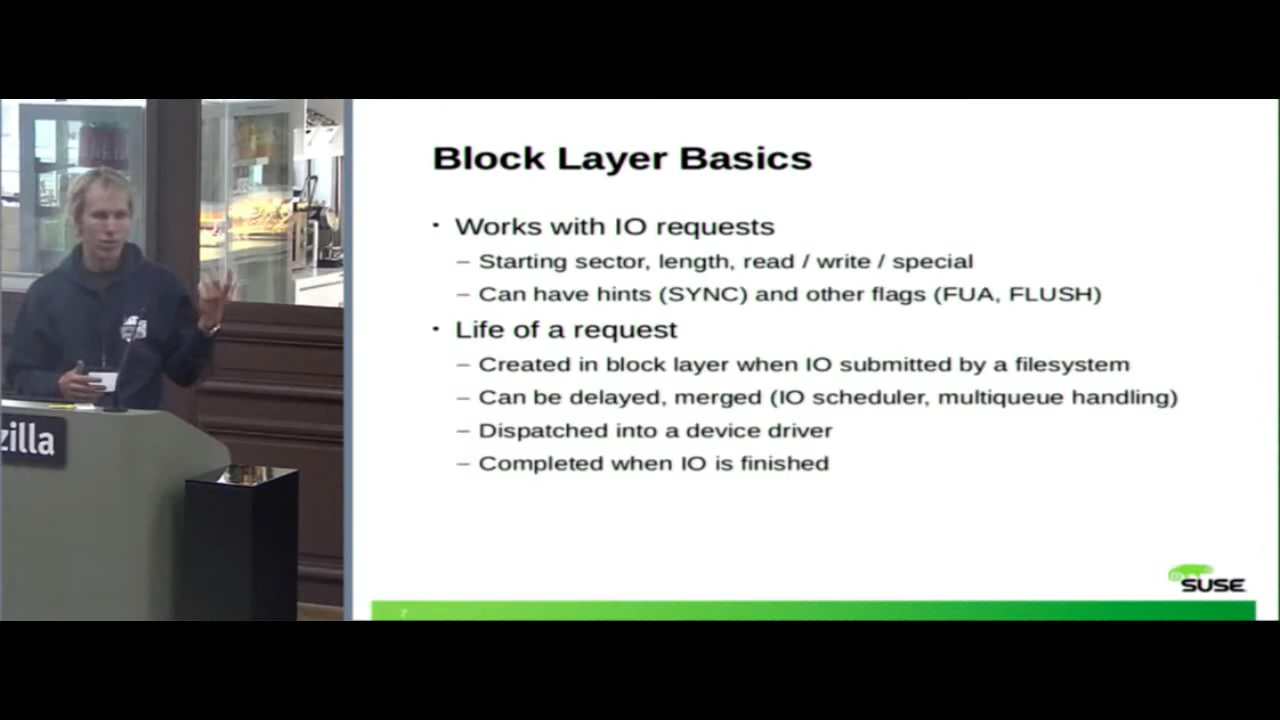 Block Layer Basics
· Works with IO requests
– Starting sector, length, read / write / special
– Can have hints (SYNC) and other flags (FUA, FLUSH)
· Life of a request
– Created in block layer when IO submitted by a filesystem
– Can be delayed, merged (IO scheduler, multiqueue handling)
– Dispatched into a device driver
– Completed when IO is finished
zilla
SUSE
7